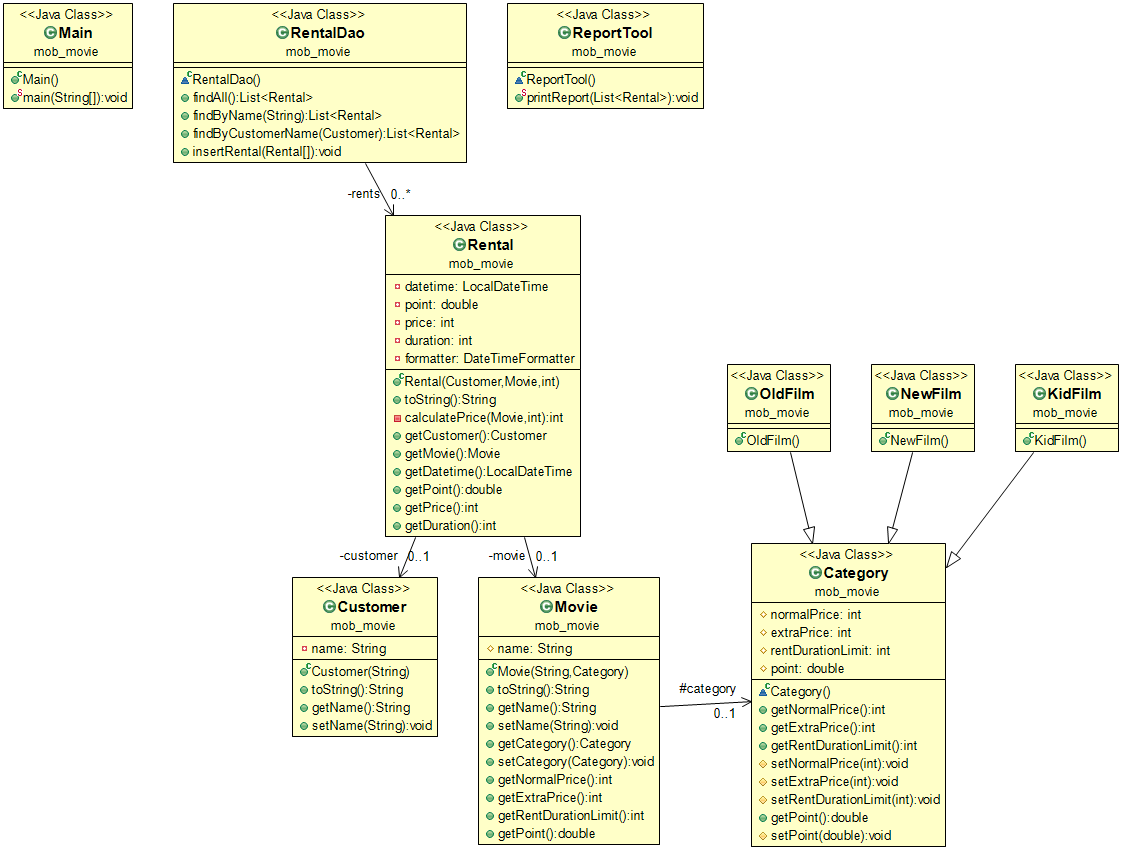 <<Java Class>>
Main
mob_movie
Main()
main(String[]):void
<<Java Class>>
RentalDao
mob_movie
RentalDao()
findAll():List<Rental>
findByName(String):List<Rental>
findByCustomerName(Customer):List<Rental>
insertRental(Rental[]):void
<<Java Class>>
ReportTool
mob_movie
ReportTool()
printReport(List<Rental>):void
-rents 0..*
<<Java Class>>
Rental
mob_movie
datetime: LocalDateTime
point: double
price: int
duration: int
formatter: DateTimeFormatter
Rental(Customer,Movie,int)
toString():String
calculatePrice(Movie,int):int
getCustomer():Customer
getMovie():Movie
getDatetime():LocalDateTime
getPoint():double
getPrice():int
getDuration():int
<<Java Class>>
OldFilm
mob_movie
OldFilm()
<<Java Class>>
NewFilm
mob_movie
NewFilm()
<<Java Class>>
KidFilm
mob_movie
KidFilm()
-customer 0..1
-movie 0..1
<<Java Class>>
Customer
mob_movie
name: String
Customer(String)
toString():String
getName():String
setName(String):void
<<Java Class>>
Movie
mob_movie
name: String
Movie(String,Category)
toString():String
getName():String
setName(String):void
getCategory():Category
setCategory(Category):void
getNormalPrice():int
getExtraPrice():int
getRentDurationLimit():int
getPoint():double
#category
0..1
<<Java Class>>
Category
mob_movie
normalPrice: int
extraPrice: int
rentDurationLimit: int
point: double
Category()
getNormalPrice():int
getExtraPrice():int
getRentDurationLimit():int
setNormalPrice(int):void
setExtraPrice(int):void
setRentDurationLimit(int):void
getPoint():double
setPoint(double):void